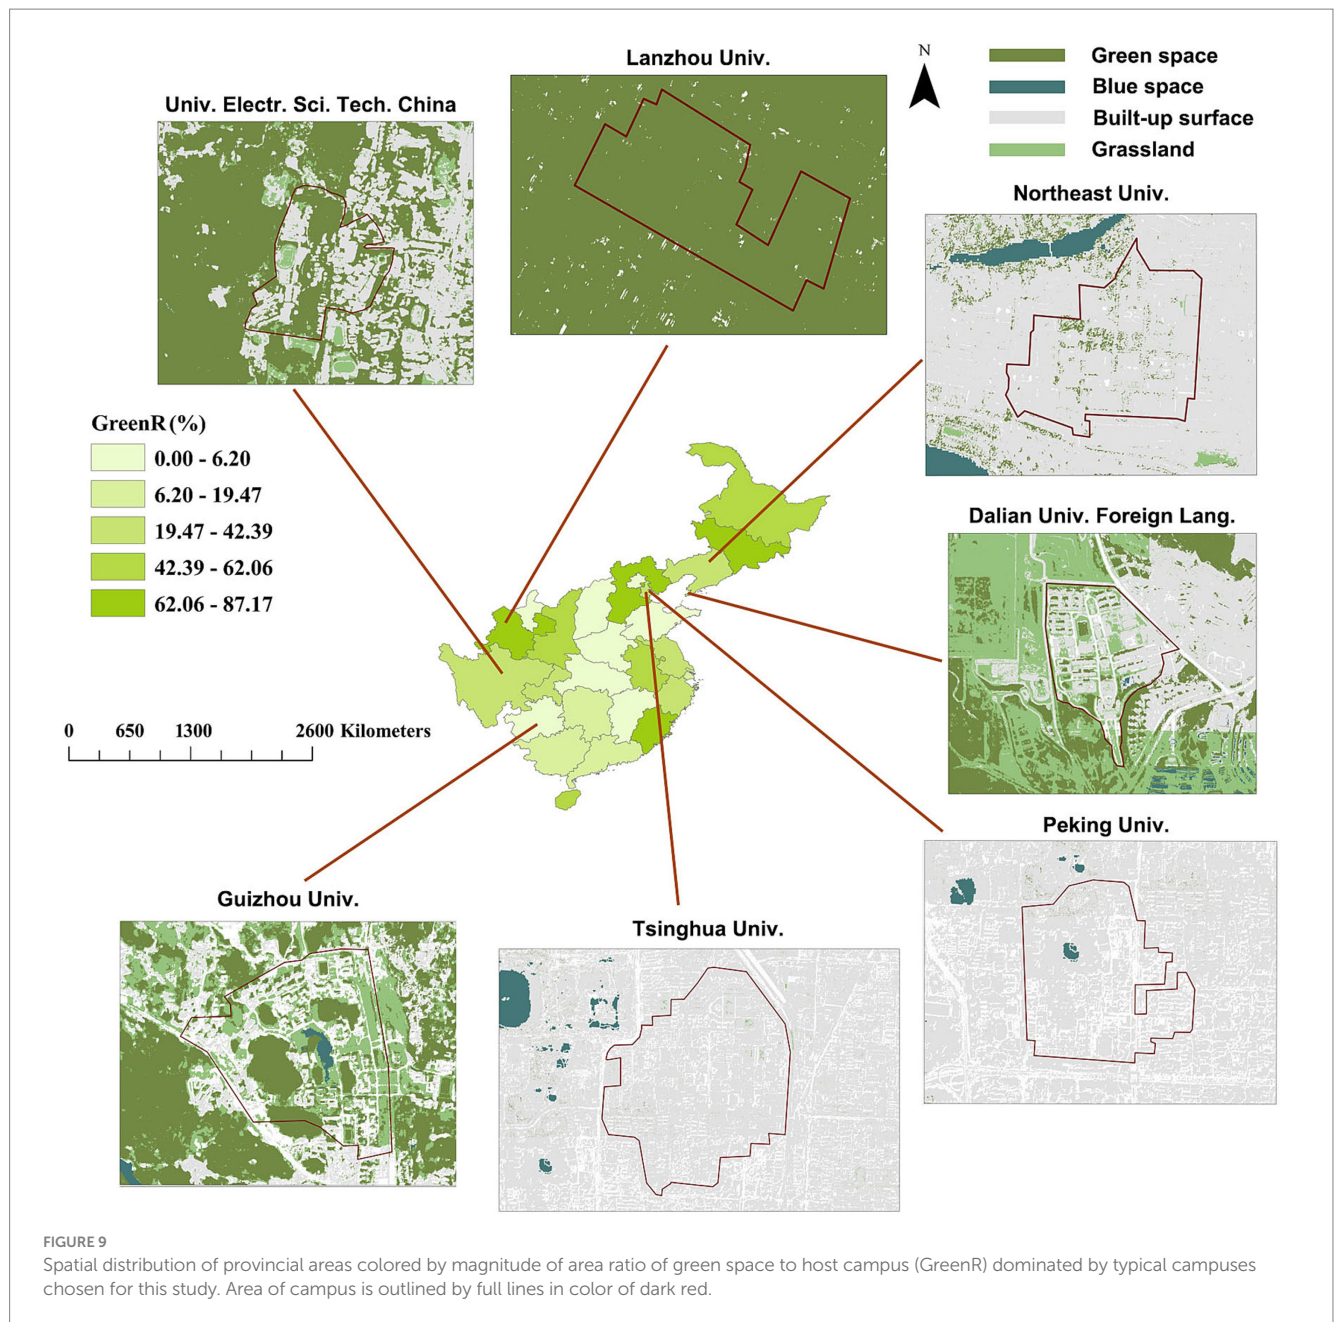 Lanzhou Univ.
Univ. Electr. Sci. Tech. China
N
Green space
Blue space
Built-up surface
Grassland
Northeast Univ.
GreenR (%)
0.00 - 6.20
6.20 - 19.47
19.47 - 42.39
42.39 - 62.06
62.06 - 87.17
Dalian Univ. Foreign Lang.
0 650 1300 2600 Kilometers
Peking Univ.
Guizhou Univ.
Tsinghua Univ.
FIGURE 9
Spatial distribution of provincial areas colored by magnitude of area ratio of green space to host campus (GreenR) dominated by typical campuses
chosen for this study. Area of campus is outlined by full lines in color of dark red.